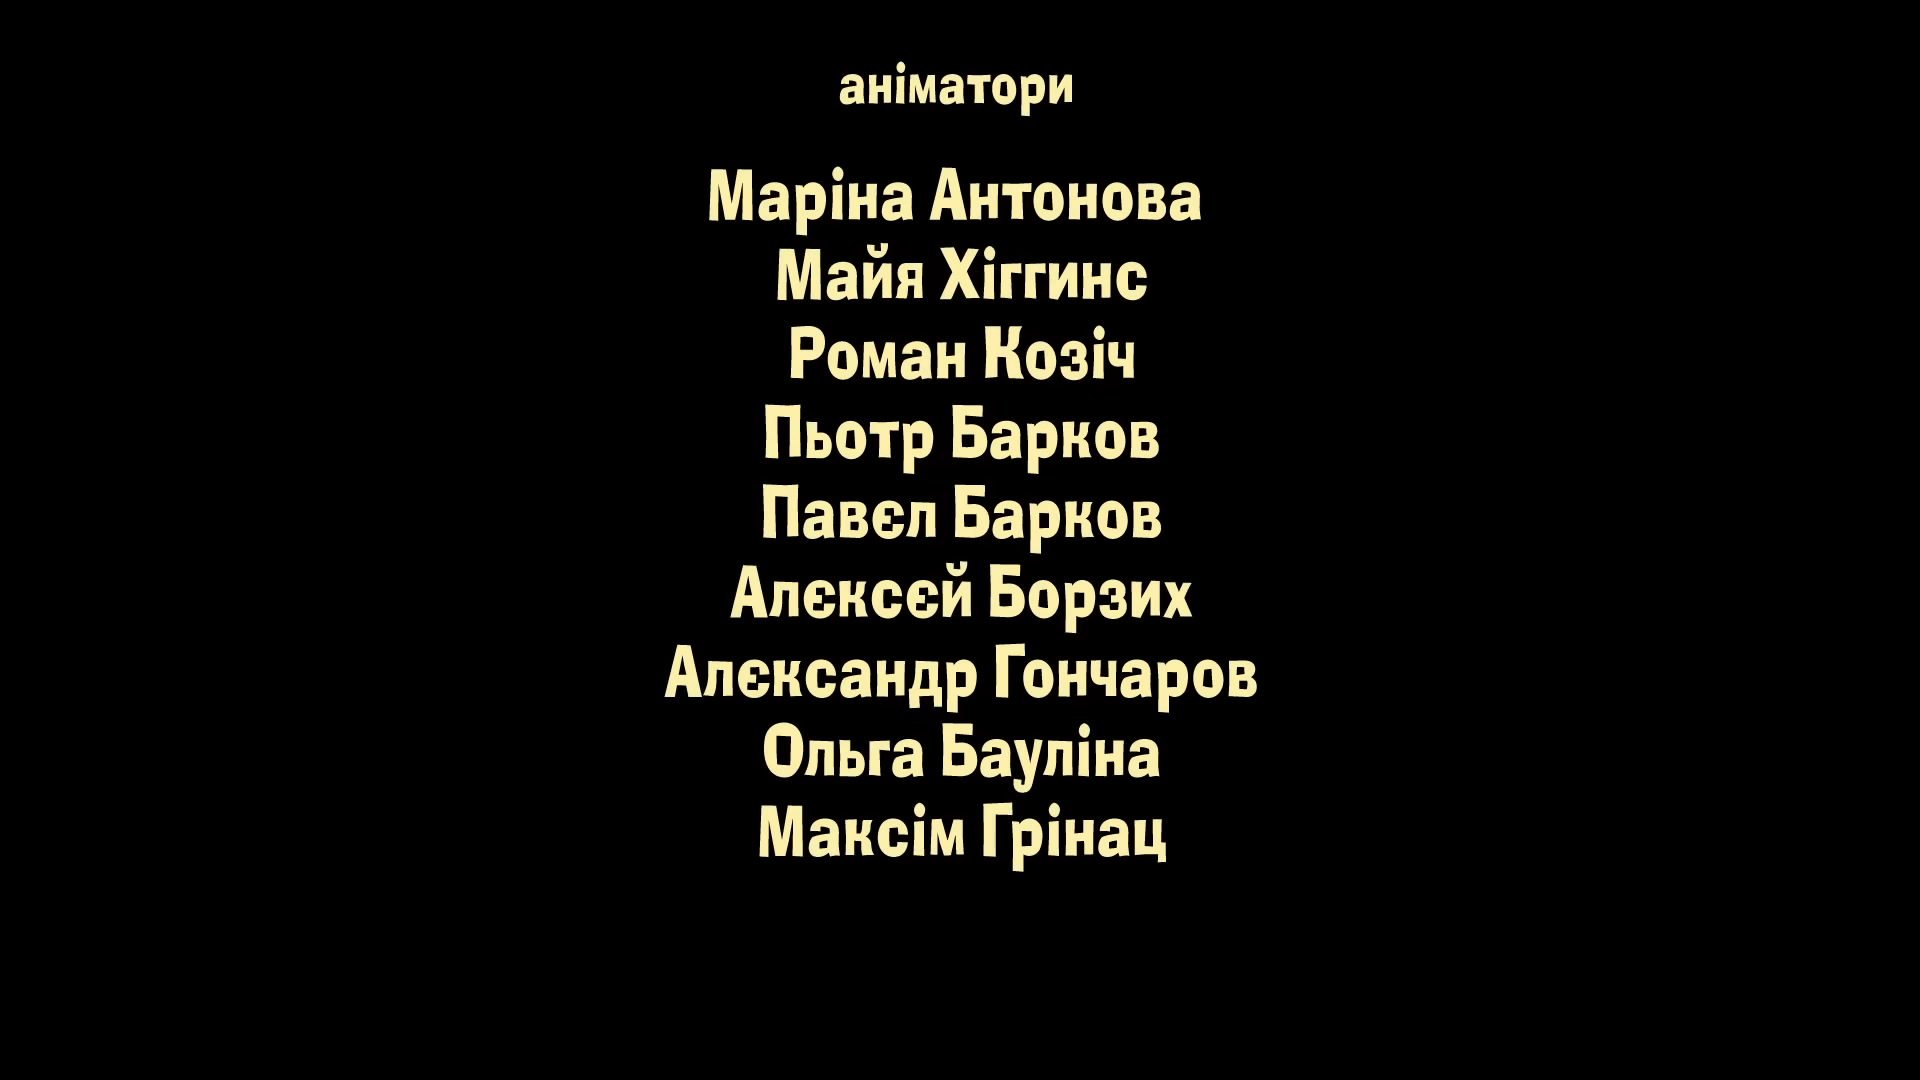 аніматори
Маріна Антонова
Майя Хіггинс
Роман Козіч
Пьотр Барков
Павєл Барков
Алєксєй Борзих
Алєксандр Гончаров
Ольга Бауліна
Максім Грінац